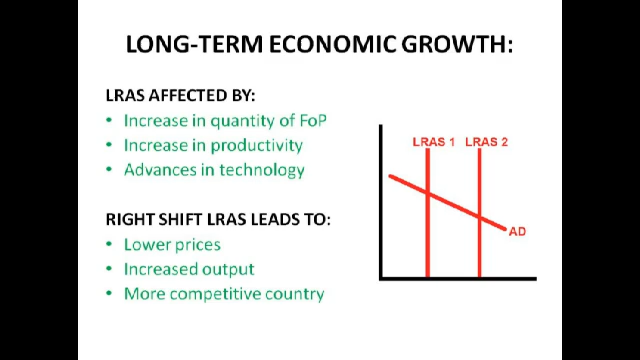 LONG-TERM ECONOMIC GROWTH:
LRAS AFFECTED BY:
• Increase in quantity of FoP
• Increase in productivity
• Advances in technology
RIGHT SHIFT LRAS LEADS TO:
• Lower prices
• Increased output
• More competitive country
LRAS 1 LRAS 2
AD